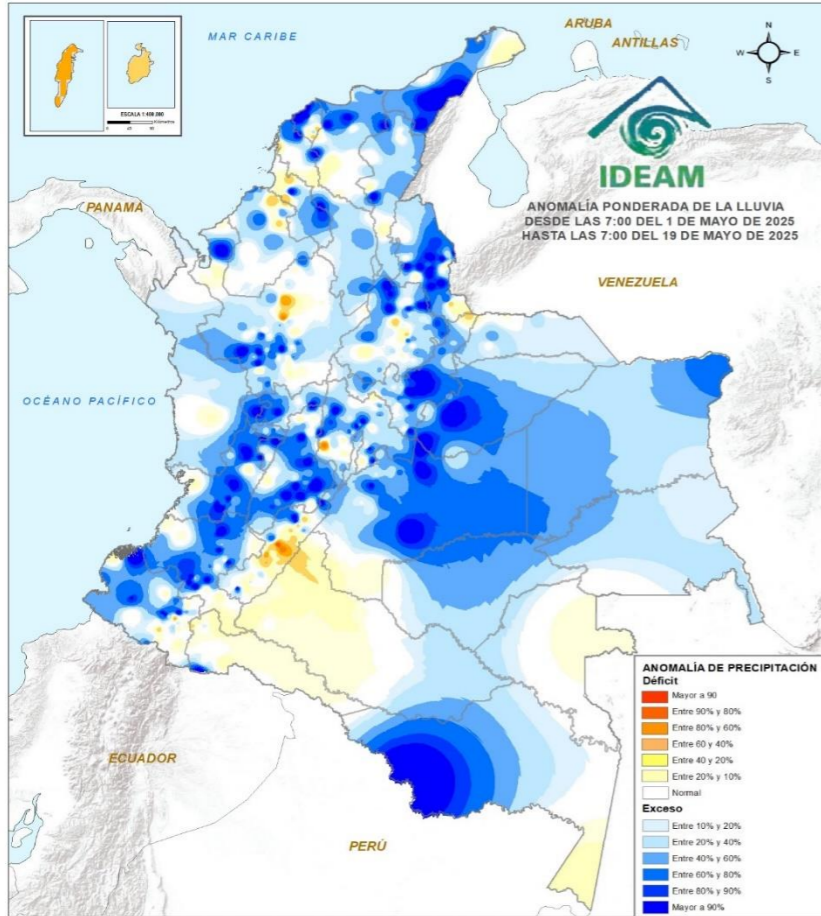 MAR CARIBE
ARUBA
ANTILLAS
N
W
E
S
ESCALA 1:400.000
IDEAM
ANOMALÍA PONDERADA DE LA LLUVIA
DESDE LAS 7:00 DEL 1 DE MAYO DE 2025
HASTA LAS 7:00 DEL 19 DE MAYO DE 2025
PANAMÁ
VENEZUELA
OCÉANO PACÍFICO
ECUADOR
PERÚ
ANOMALÍA DE PRECIPITACIÓN
Déficit
Mayor a 90
Entre 90% y 80%
Entre 80% y 60%
Entre 60 y 40%
Entre 40 y 20%
Entre 20% y 10%
Normal
Exceso
Entre 10% y 20%
Entre 20% y 40%
Entre 40% y 60%
Entre 60% y 80%
Entre 80% y 90%
Mayor a 90%